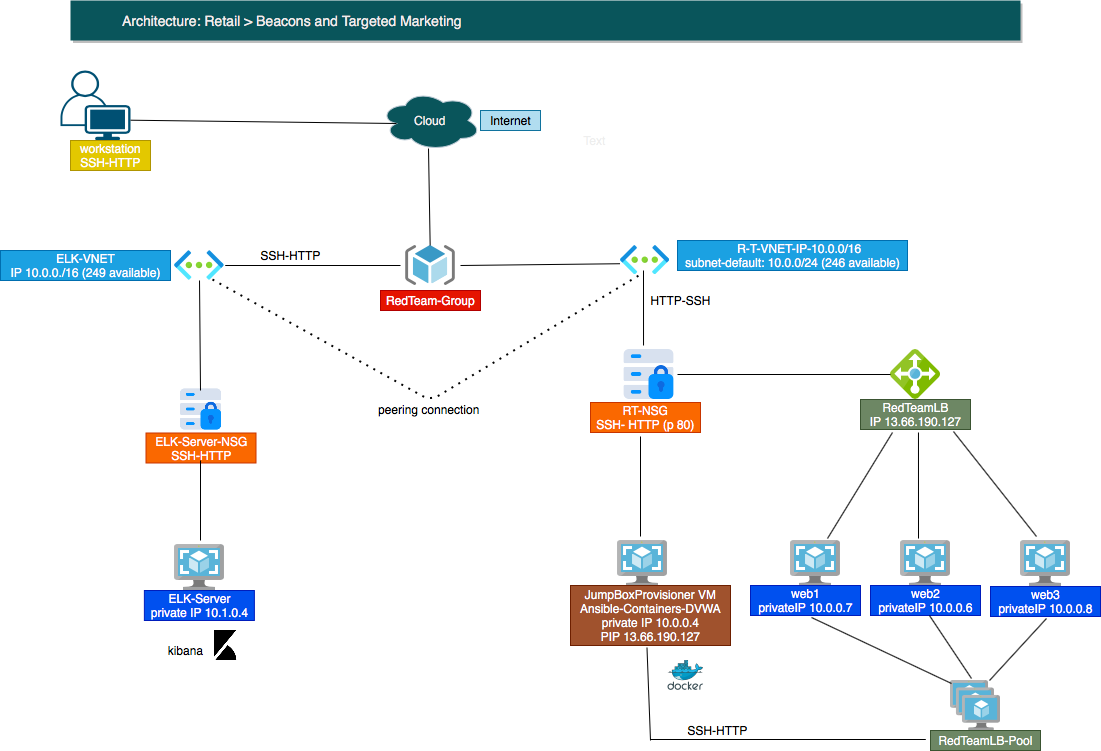 Architecture: Retail > Beacons and Targeted Marketing
Cloud
Internet
Text
workstation
SSH-HTTP
ELK-VNET
IP 10.0.0./16 (249 available)
SSH-HTTP
RedTeam-Group
R-T-VNET-IP-10.0.0/16
subnet-default: 10.0.0/24 (246 available)
HTTP-SSH
peering connection
ELK-Server-NSG
SSH-HTTP
RT-NSG
SSH- HTTP (p 80)
RedTeamLB
IP 13.66.190.127
ELK-Server
private IP 10.1.0.4
kibana
JumpBoxProvisioner VM
Ansible-Containers-DVWA
private IP 10.0.0.4
PIP 13.66.190.127
web1
privateIP 10.0.0.7
web2
privateIP 10.0.0.6
web3
privateIP 10.0.0.8
docker
SSH-HTTP
RedTeamLB-Pool